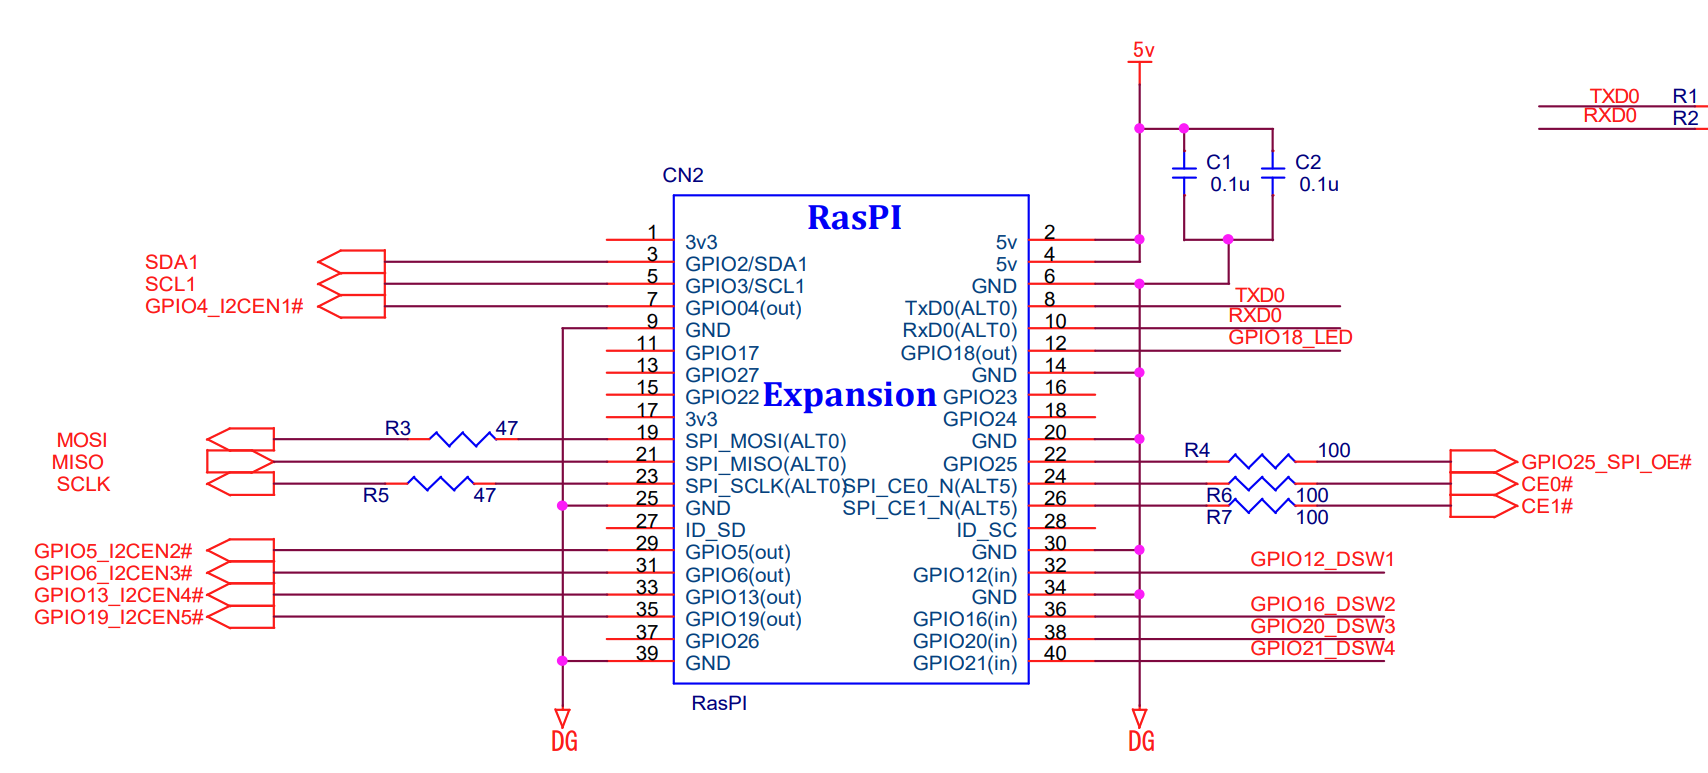 5v
TXD0 R1
RXD0 R2
C1 C2
0.1u 0.1u
CN2
RasPI
1 3v3 5v 2
SDA1 3 GPIO2/SDA1 5v 4
SCL1 5 GPIO3/SCL1 GND 6
GPIO4_I2CEN1# 7 GPIO04(out) TxD0(ALT0) 8 TXD0
9 GND RxD0(ALT0) 10 RXD0
11 GPIO17 GPIO18(out) 12 GPIO18_LED
13 GPIO27 GND 14
15 GPIO22 Expansion GPIO23 16
17 3v3 GPIO24 18
MOSI R3 47 19 SPI_MOSI(ALT0) GND 20
MISO 21 SPI_MISO(ALT0) GPIO25 22 R4 100 GPIO25_SPI_OE#
SCLK R5 47 23 SPI_SCLK(ALT0) SPI_CE0_N(ALT5) 24 R6 100 CE0#
25 GND SPI_CE1_N(ALT5) 26 R7 100 CE1#
27 ID_SD ID_SC 28
GPIO5_I2CEN2# 29 GPIO5(out) GND 30
GPIO6_I2CEN3# 31 GPIO6(out) GPIO12(in) 32 GPIO12_DSW1
GPIO13_I2CEN4# 33 GPIO13(out) GND 34
GPIO19_I2CEN5# 35 GPIO19(out) GPIO16(in) 36 GPIO16_DSW2
37 GPIO26 GPIO20(in) 38 GPIO20_DSW3
39 GND GPIO21(in) 40 GPIO21_DSW4
RasPI
DG DG